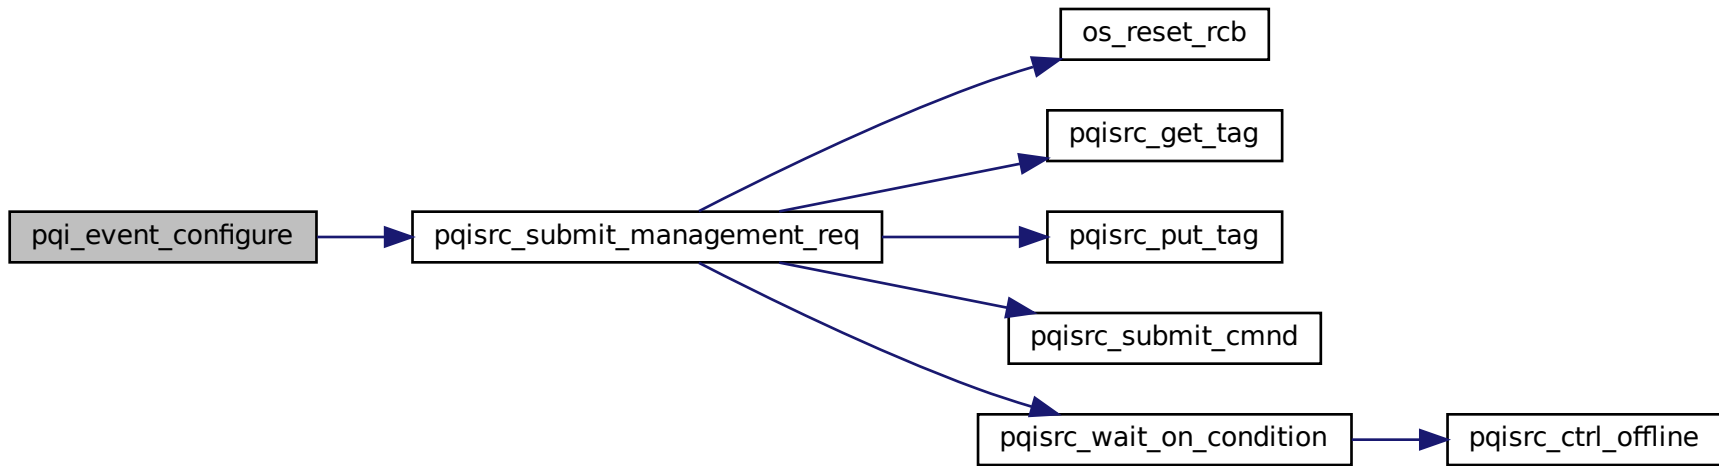 os_reset_rcb
pqisrc_get_tag
pqi_event_configure
pqisrc_submit_management_req
pqisrc_put_tag
pqisrc_submit_cmnd
pqisrc_wait_on_condition
pqisrc_ctrl_offline